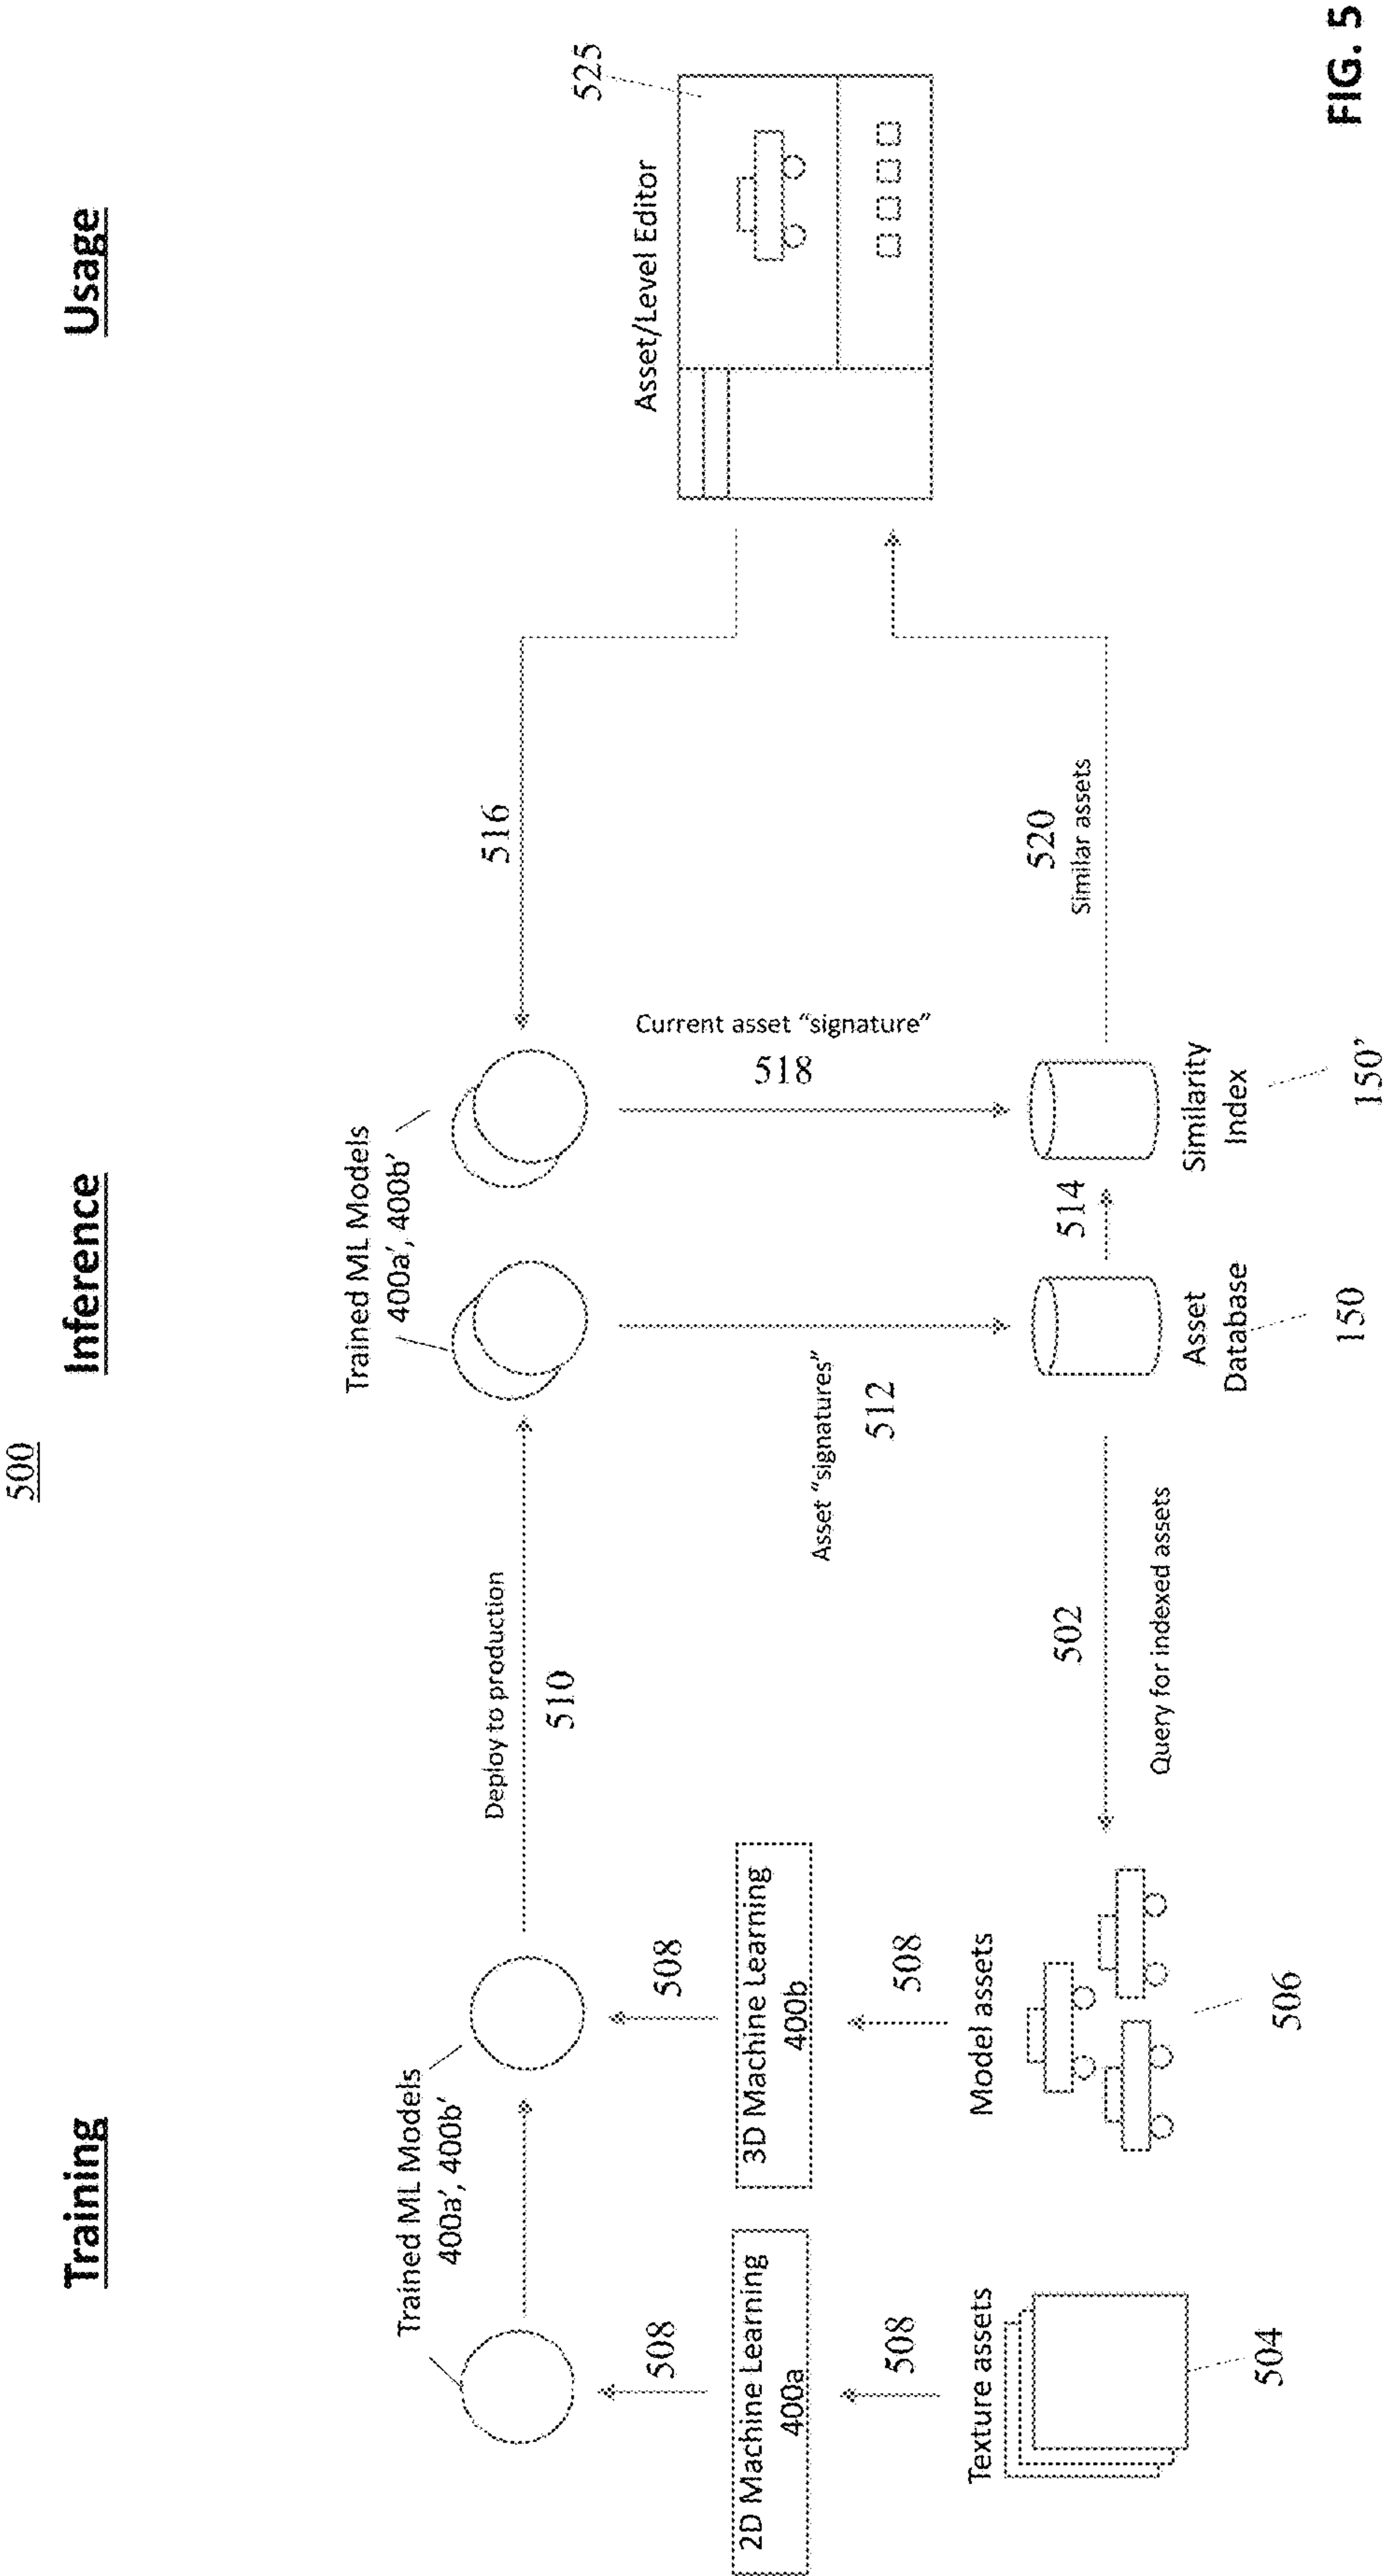 500
Training
Inference
Usage
Trained ML Models
400a’, 400b’
Trained ML Models
400a’, 400b’
Deploy to production
510
516
525
Asset/Level Editor
508
508
2D Machine Learning
400a
3D Machine Learning
400b
508
508
Asset “signatures”
512
Current asset “signature”
518
Texture assets
Model assets
504
506
502
Query for indexed assets
514
520
Similar assets
Asset
Database
Similarity
Index
150
150’
FIG. 5